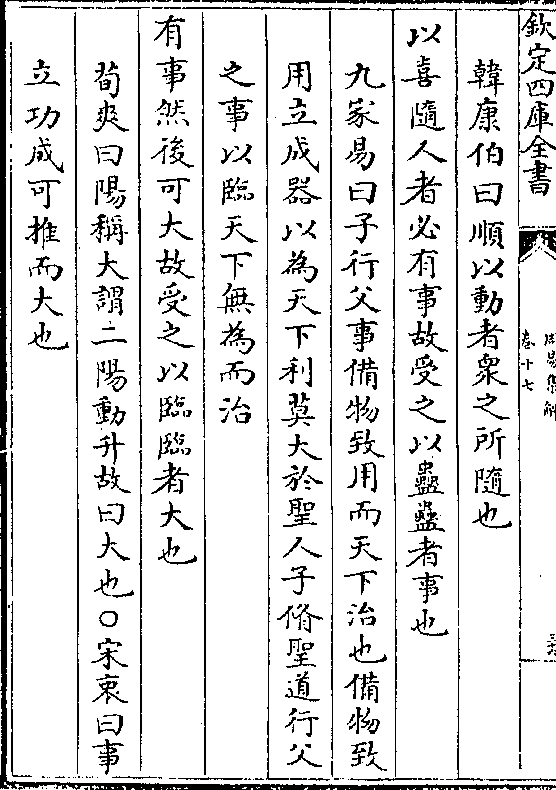 欽定四庫全書
周易集解
卷十七
韓康伯曰順以動者衆之所隨也
以喜隨人者必有事故受之以蠱蠱者事也
九家易曰子行父事備物致用而天下治也備物致
用立成器以為天下利莫大於聖人子脩聖道行父
之事以臨天下無為而治
有事然後可大故受之以臨臨者大也
荀爽曰陽稱大謂二陽動升故曰大也〇宋衷曰事
立功成可推而大也